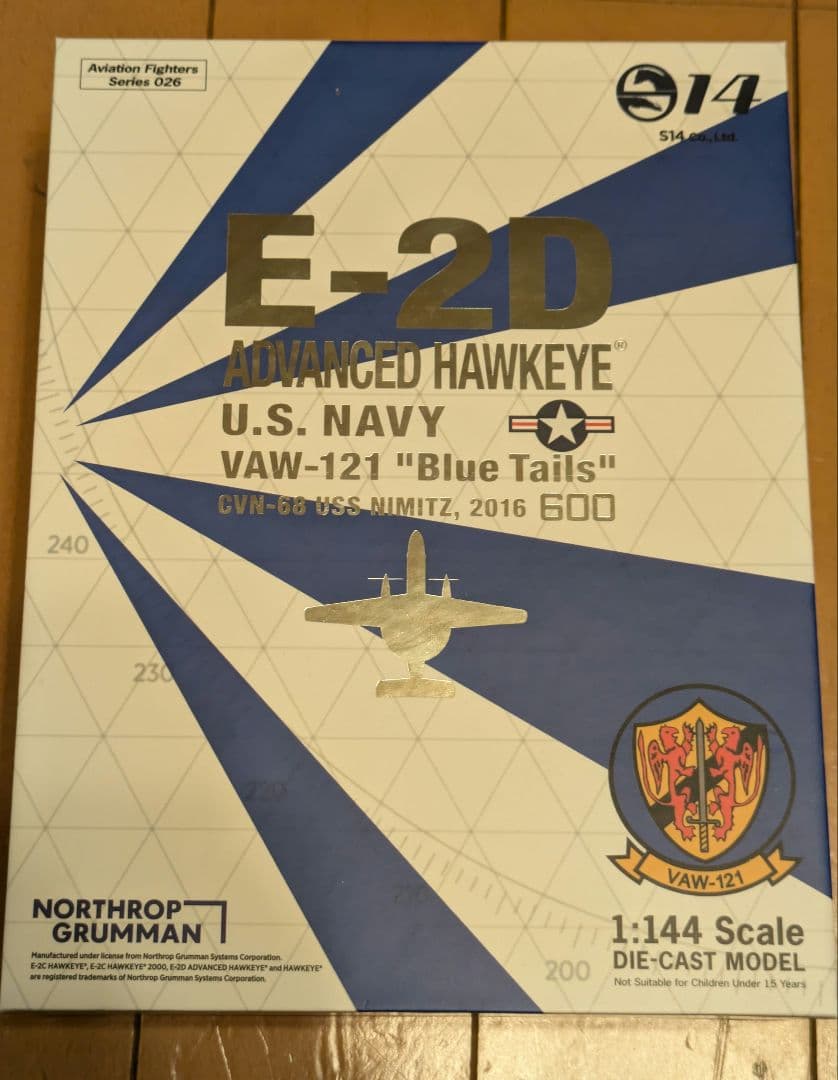 Aviation Fighters
Series 026
S14
S14 Co., Ltd.
E-2D
ADVANCED HAWKEYE®
U.S. NAVY
VAW-121 "Blue Tails"
CVN-68 USS NIMITZ, 2016 600
240
230
220
210
200
VAW-121
NORTHROP
GRUMMAN
Manufactured under license from Northrop Grumman Systems Corporation.
E-2C HAWKEYE®, E-2C HAWKEYE® 2000, E-2D ADVANCED HAWKEYE® and HAWKEYE®
are registered trademarks of Northrop Grumman Systems Corporation.
1:144 Scale
DIE-CAST MODEL
Not Suitable for Children Under 15 Years